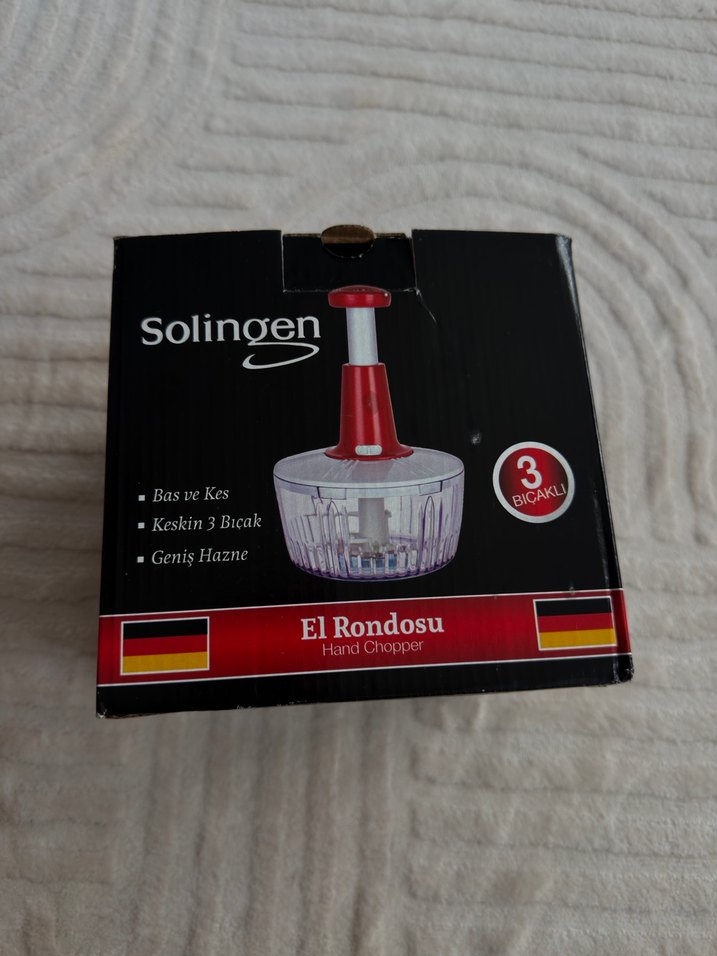 Solingen
▪ Bas ve Kes
▪ Keskin 3 Bıçak
▪ Geniş Hazne
3
BIÇAKLI
El Rondosu
Hand Chopper